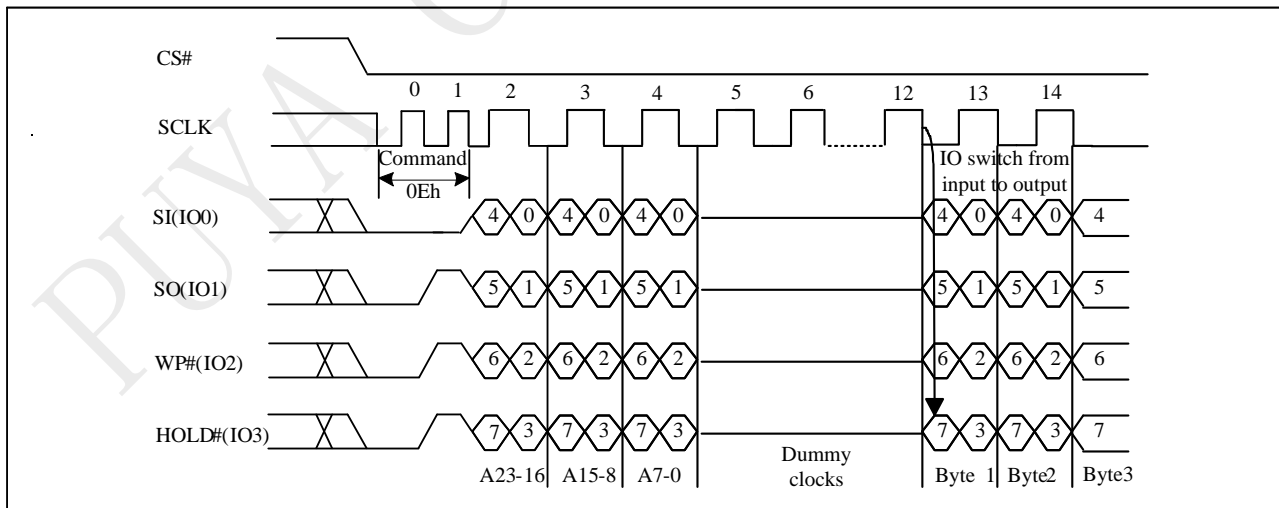 PUYA
CS#
0 1 2 3 4 5 6 12 13 14
SCLK
Command
0Eh
IO switch from
input to output
SI(IO0) 4 0 4 0 4 0 4 0 4 0 4
SO(IO1) 5 1 5 1 5 1 5 1 5 1 5
WP#(IO2) 6 2 6 2 6 2 6 2 6 2 6
HOLD#(IO3) 7 3 7 3 7 3 7 3 7 3 7
A23-16 A15-8 A7-0
Dummy
clocks
Byte 1 Byte2 Byte3